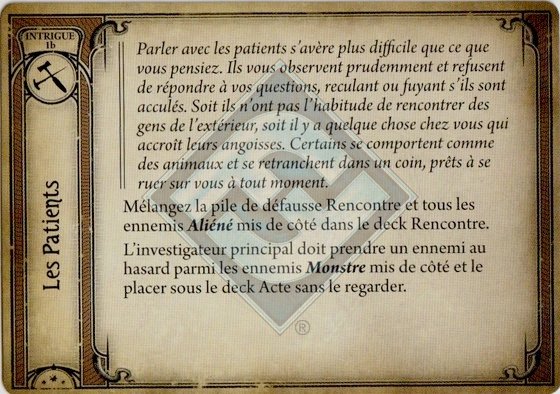 INTRIGUE
1b
Les Patients
Parler avec les patients s'avère plus difficile que ce que
vous pensiez. Ils vous observent prudemment et refusent
de répondre à vos questions, reculant ou fuyant s'ils sont
acculés. Soit ils n'ont pas l'habitude de rencontrer des
gens de l'extérieur, soit il y a quelque chose chez vous qui
accroît leurs angoisses. Certains se comportent comme
des animaux et se retranchent dans un coin, prêts à se
ruer sur vous à tout moment.
Mélangez la pile de défausse Rencontre et tous les
ennemis Aliéné mis de côté dans le deck Rencontre.
L'investigateur principal doit prendre un ennemi au
hasard parmi les ennemis Monstre mis de côté et le
placer sous le deck Acte sans le regarder.
®